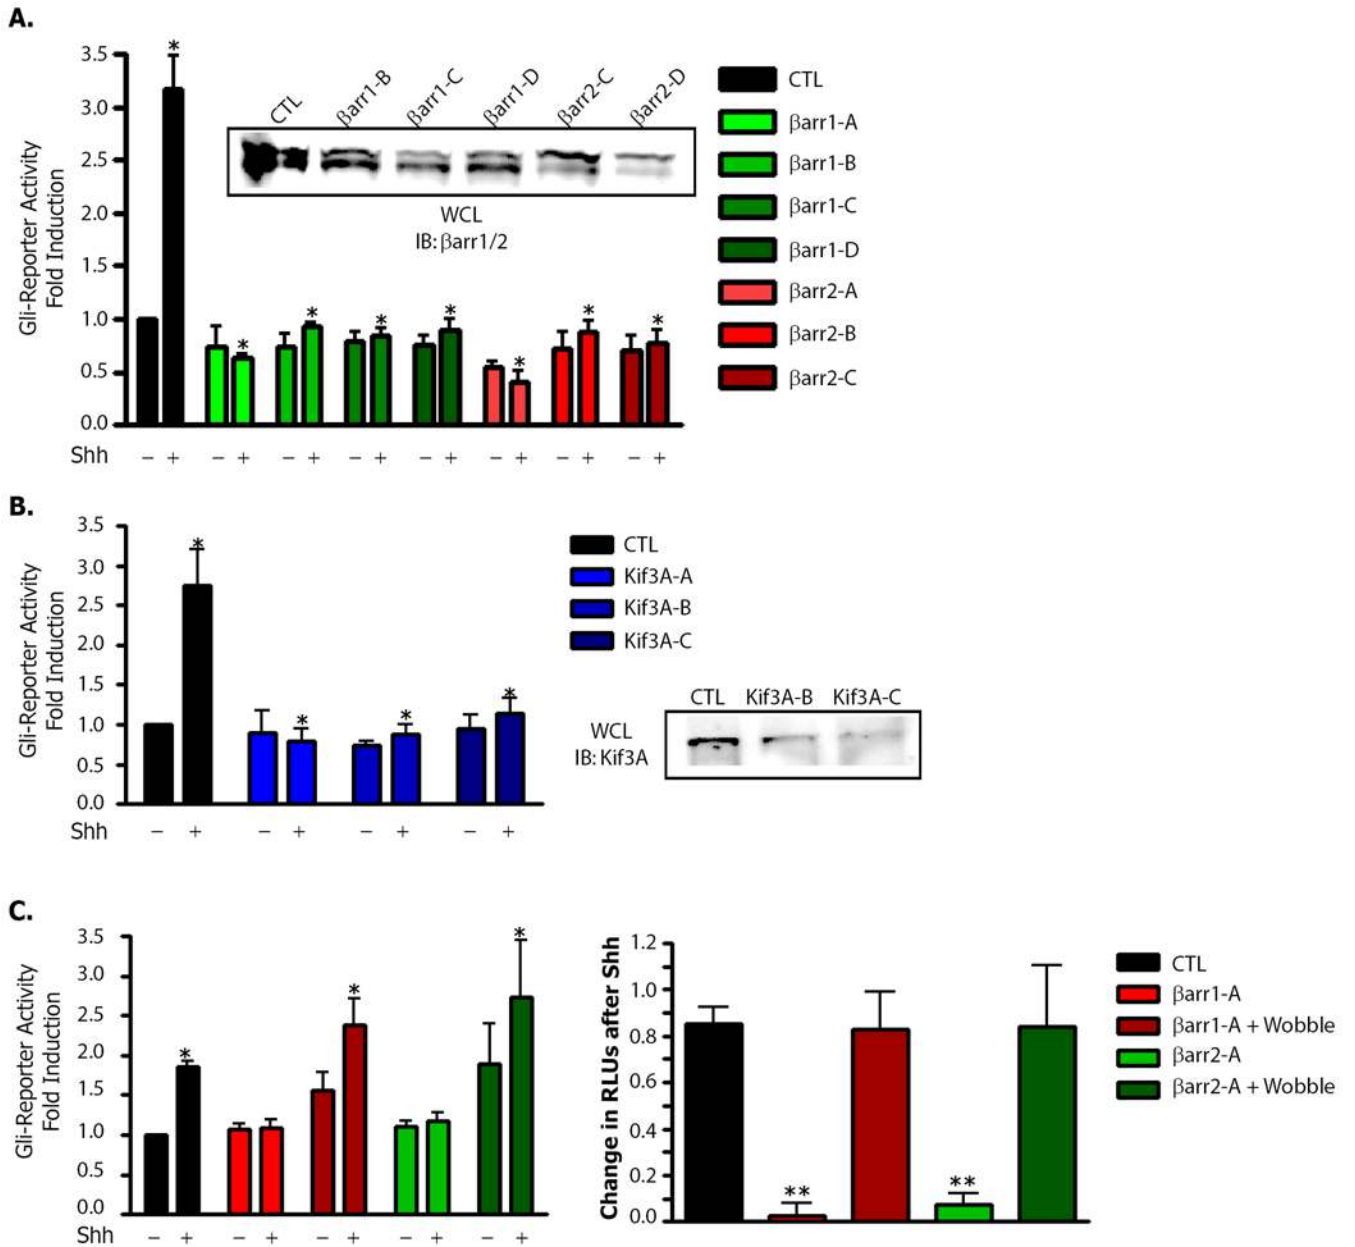 A.
3.5
3.0
2.5
2.0
1.5
1.0
0.5
0.0
Gli-Reporter Activity
Fold Induction
*
CTL
βarr1-B
βarr1-C
βarr1-D
βarr2-C
βarr2-D
WCL
IB: βarr1/2
* * * * * * *
Shh − + − + − + − + − + − + − + − +
CTL
βarr1-A
βarr1-B
βarr1-C
βarr1-D
βarr2-A
βarr2-B
βarr2-C
B.
3.5
3.0
2.5
2.0
1.5
1.0
0.5
0.0
Gli-Reporter Activity
Fold Induction
* * * *
Shh − + − + − + − +
CTL
Kif3A-A
Kif3A-B
Kif3A-C
CTL Kif3A-B Kif3A-C
WCL
IB: Kif3A
C.
3.5
3.0
2.5
2.0
1.5
1.0
0.5
0.0
Gli-Reporter Activity
Fold Induction
* * *
Shh − + − + − + − + − +
1.2
1.0
0.8
0.6
0.4
0.2
0.0
Change in RLUs after Shh
** **
CTL
βarr1-A
βarr1-A + Wobble
βarr2-A
βarr2-A + Wobble